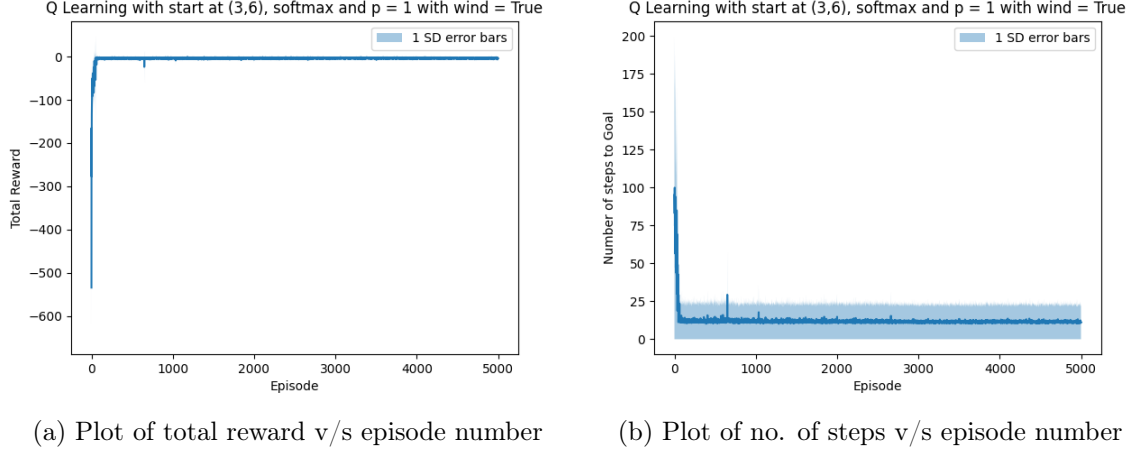 Q Learning with start at (3,6), softmax and p = 1 with wind = True
1 SD error bars
0
−100
−200
−300
−400
−500
−600
Total Reward
0 1000 2000 3000 4000 5000
Episode
(a) Plot of total reward v/s episode number
Q Learning with start at (3,6), softmax and p = 1 with wind = True
1 SD error bars
200
175
150
125
100
75
50
25
0
Number of steps to Goal
0 1000 2000 3000 4000 5000
Episode
(b) Plot of no. of steps v/s episode number